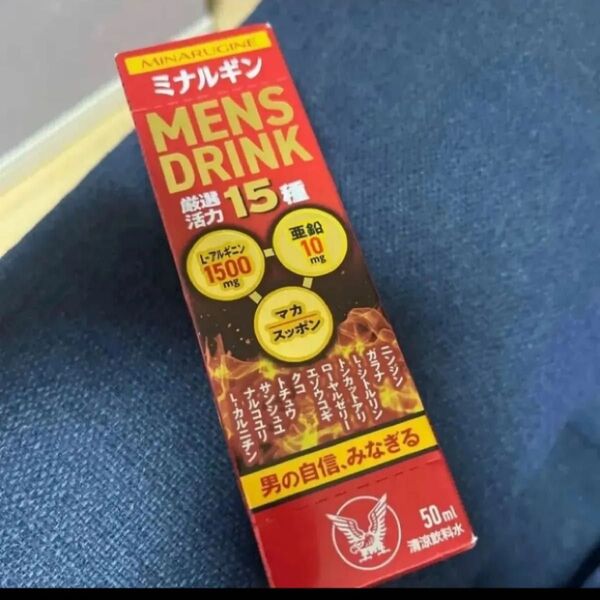 MINARUGINE
ミナルギン
MENS
DRINK
厳選
活力
15種
L-アルギニン
1500
mg
亜鉛
10
mg
マカ
スッポン
ニンジン
ガラナ
L-シトルリン
トンカットアリ
ローヤルゼリー
エゾウコギ
クコ
トチュウ
サンシュユ
ナルコユリ
L-カルニチン
男の自信、みなぎる
50ml
清涼飲料水